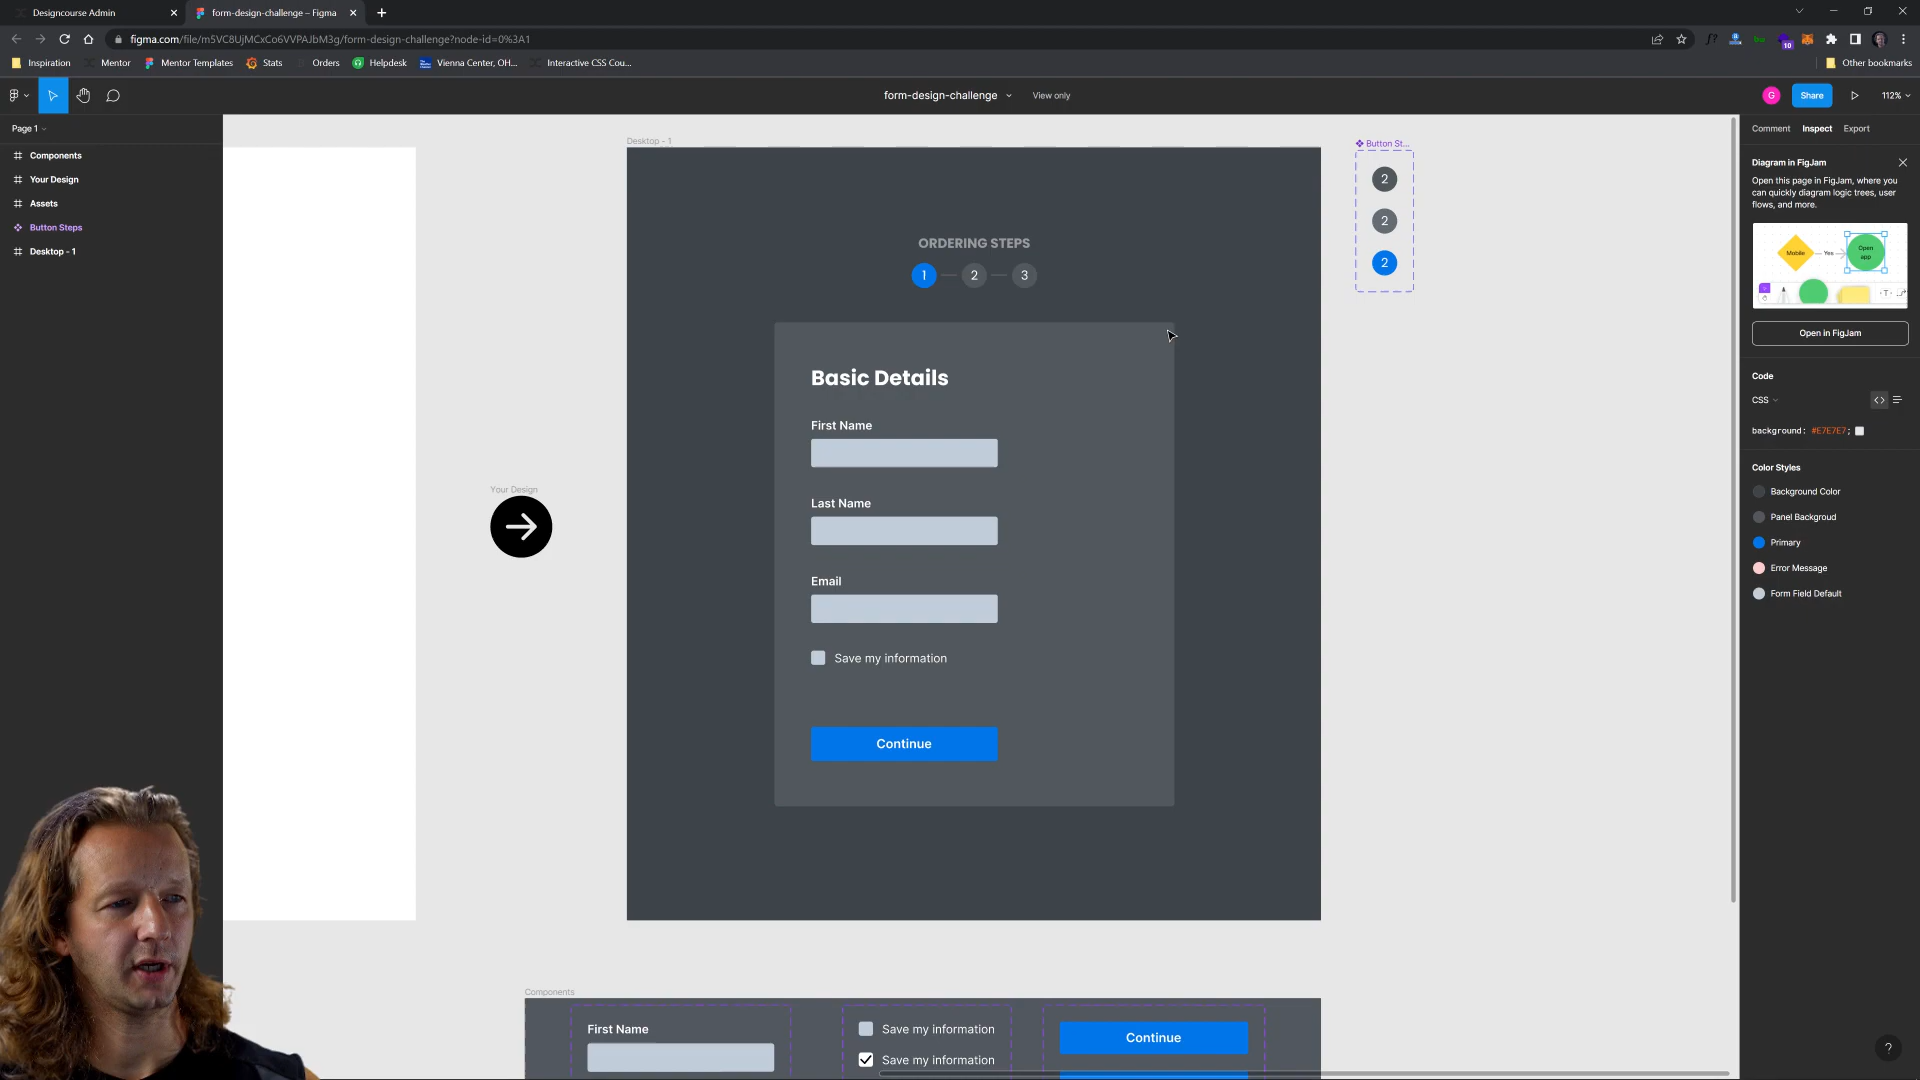 Designcourse Admin
form-design-challenge – Figma
figma.com/file/m5VC8UjMCxCo6VVPAJbM3g/form-design-challenge?node-id=0%3A1
Inspiration
Mentor
Mentor Templates
Stats
Orders
Helpdesk
Vienna Center, OH...
Interactive CSS Cou...
Other bookmarks
10
form-design-challenge
View only
G
Share
112%
Page 1
Components
Your Design
Assets
Button Steps
Desktop - 1
Your Design
Desktop - 1
ORDERING STEPS
1
2
3
Basic Details
First Name
Last Name
Email
Save my information
Continue
Button St...
2
2
2
Components
First Name
Save my information
Save my information
Continue
Comment
Inspect
Export
Diagram in FigJam
Open this page in FigJam, where you
can quickly diagram logic trees, user
flows, and more.
Mobile
Yes
Open
app
Open in FigJam
Code
CSS
background: #E7E7E7;
Color Styles
Background Color
Panel Backgroud
Primary
Error Message
Form Field Default
?